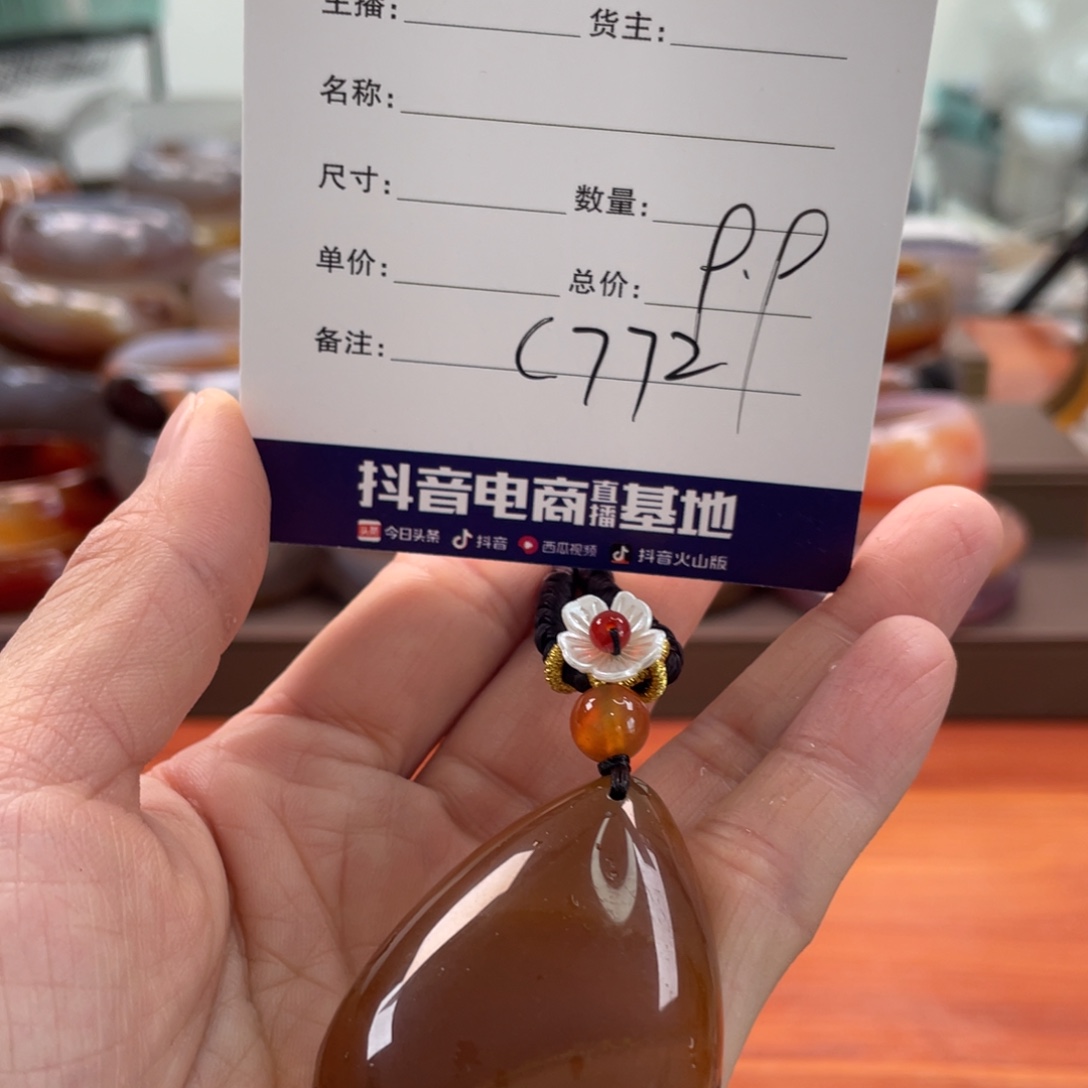 主播: 货主:
名称:
尺寸: 数量:
单价: 总价: P.P
备注: C772
抖音电商直播基地
头条 今日头条 抖音 西瓜视频 抖音火山版